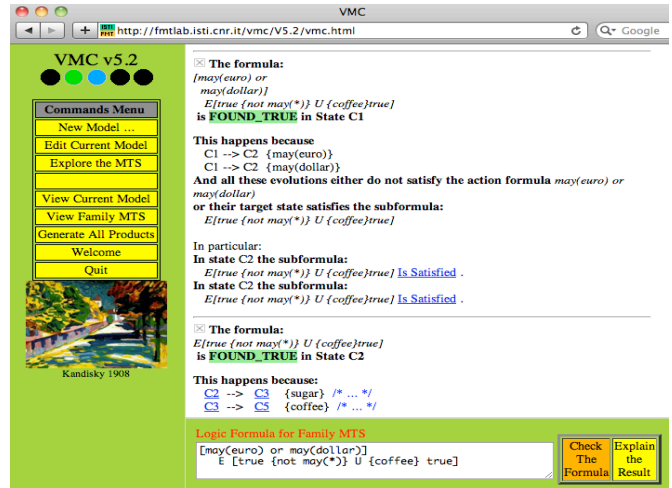 VMC
http://fmtlab.isti.cnr.it/vmc/V5.2/vmc.html
Google
VMC v5.2
Commands Menu
New Model ...
Edit Current Model
Explore the MTS
View Current Model
View Family MTS
Generate All Products
Welcome
Quit
Kandisky 1908
The formula:
[may(euro) or
may(dollar)]
E[true {not may(*)} U {coffee}true]
is FOUND_TRUE in State C1
This happens because
C1 --> C2 {may(euro)}
C1 --> C2 {may(dollar)}
And all these evolutions either do not satisfy the action formula may(euro) or
may(dollar)
or their target state satisfies the subformula:
E[true {not may(*)} U {coffee}true]
In particular:
In state C2 the subformula:
E[true {not may(*)} U {coffee}true] Is Satisfied .
In state C2 the subformula:
E[true {not may(*)} U {coffee}true] Is Satisfied .
The formula:
E[true {not may(*)} U {coffee}true]
is FOUND_TRUE in State C2
This happens because:
C2 --> C3 {sugar} /* ... */
C3 --> C5 {coffee} /* ... */
Logic Formula for Family MTS
[may(euro) or may(dollar)]
E [true {not may(*)} U {coffee} true]
Check
The
Formula
Explain
the
Result